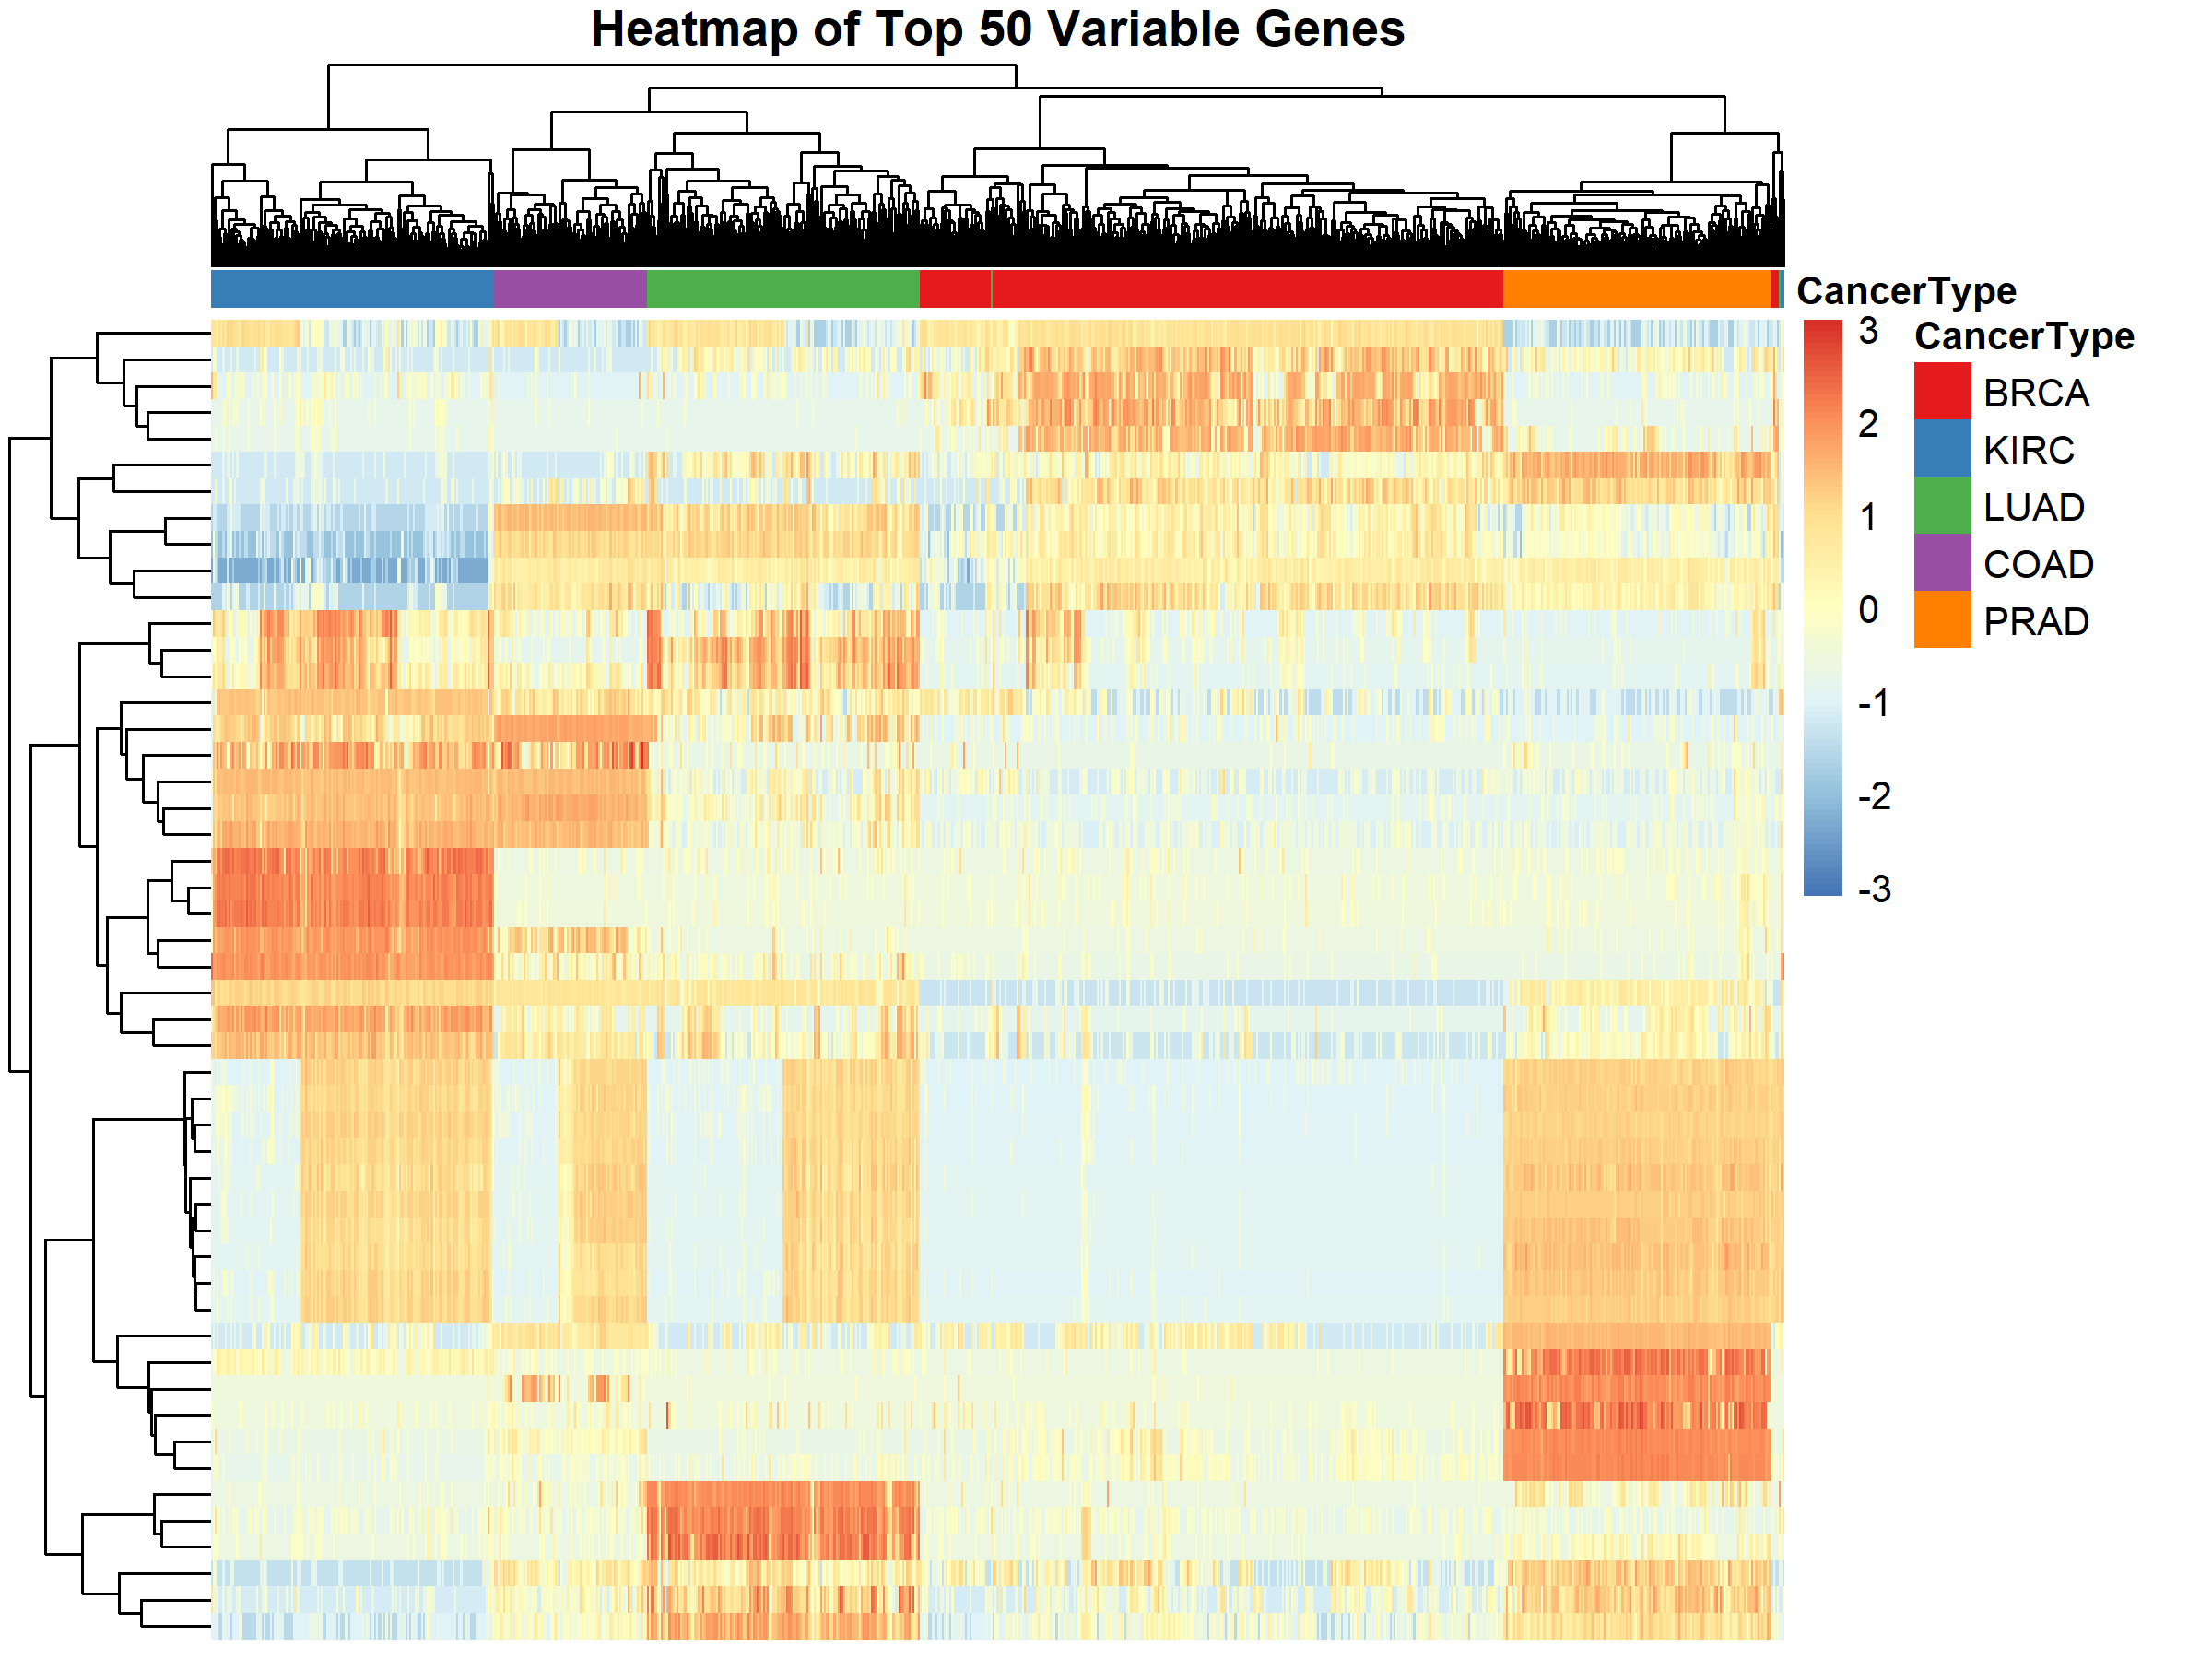 Heatmap of Top 50 Variable Genes
CancerType
3
2
1
0
-1
-2
-3
CancerType
BRCA
KIRC
LUAD
COAD
PRAD